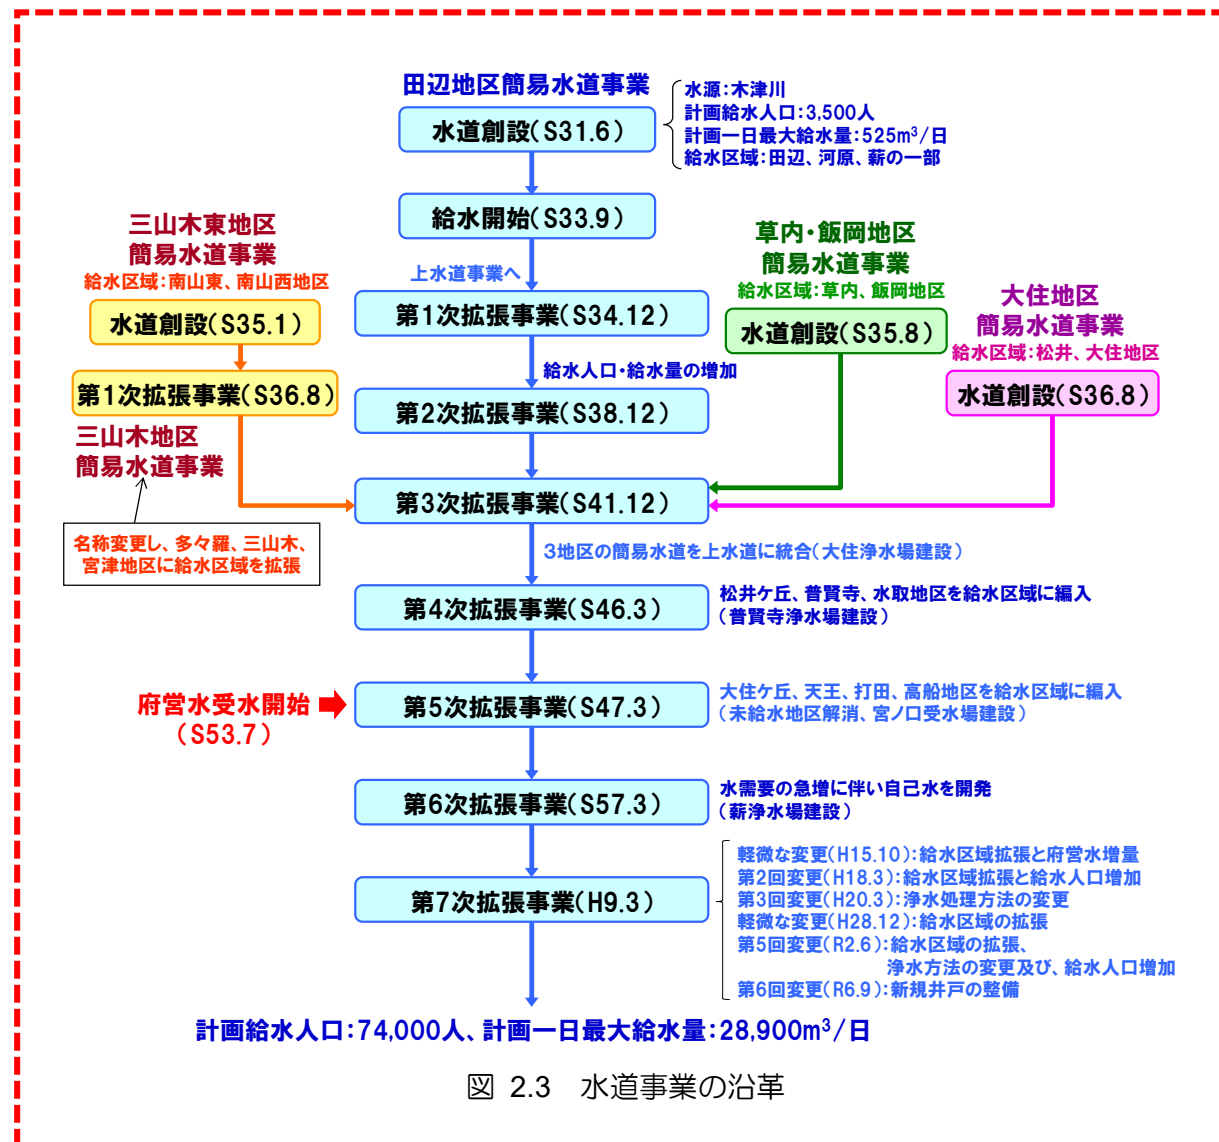 田辺地区簡易水道事業
水道創設(S31.6)
水源:木津川
計画給水人口:3,500人
計画一日最大給水量:525m³/日
給水区域:田辺、河原、薪の一部
給水開始(S33.9)
上水道事業へ
第1次拡張事業(S34.12)
給水人口・給水量の増加
第2次拡張事業(S38.12)
三山木東地区
簡易水道事業
給水区域:南山東、南山西地区
水道創設(S35.1)
第1次拡張事業(S36.8)
三山木地区
簡易水道事業
名称変更し、多々羅、三山木、
宮津地区に給水区域を拡張
草内・飯岡地区
簡易水道事業
給水区域:草内、飯岡地区
水道創設(S35.8)
大住地区
簡易水道事業
給水区域:松井、大住地区
水道創設(S36.8)
第3次拡張事業(S41.12)
3地区の簡易水道を上水道に統合(大住浄水場建設)
第4次拡張事業(S46.3)
松井ケ丘、普賢寺、水取地区を給水区域に編入
(普賢寺浄水場建設)
府営水受水開始
(S53.7)
第5次拡張事業(S47.3)
大住ケ丘、天王、打田、高船地区を給水区域に編入
(未給水地区解消、宮ノ口受水場建設)
第6次拡張事業(S57.3)
水需要の急増に伴い自己水を開発
(薪浄水場建設)
第7次拡張事業(H9.3)
軽微な変更(H15.10):給水区域拡張と府営水増量
第2回変更(H18.3):給水区域拡張と給水人口増加
第3回変更(H20.3):浄水処理方法の変更
軽微な変更(H28.12):給水区域の拡張
第5回変更(R2.6):給水区域の拡張、
浄水方法の変更及び、給水人口増加
第6回変更(R6.9):新規井戸の整備
計画給水人口:74,000人、計画一日最大給水量:28,900m³/日
図 2.3 水道事業の沿革